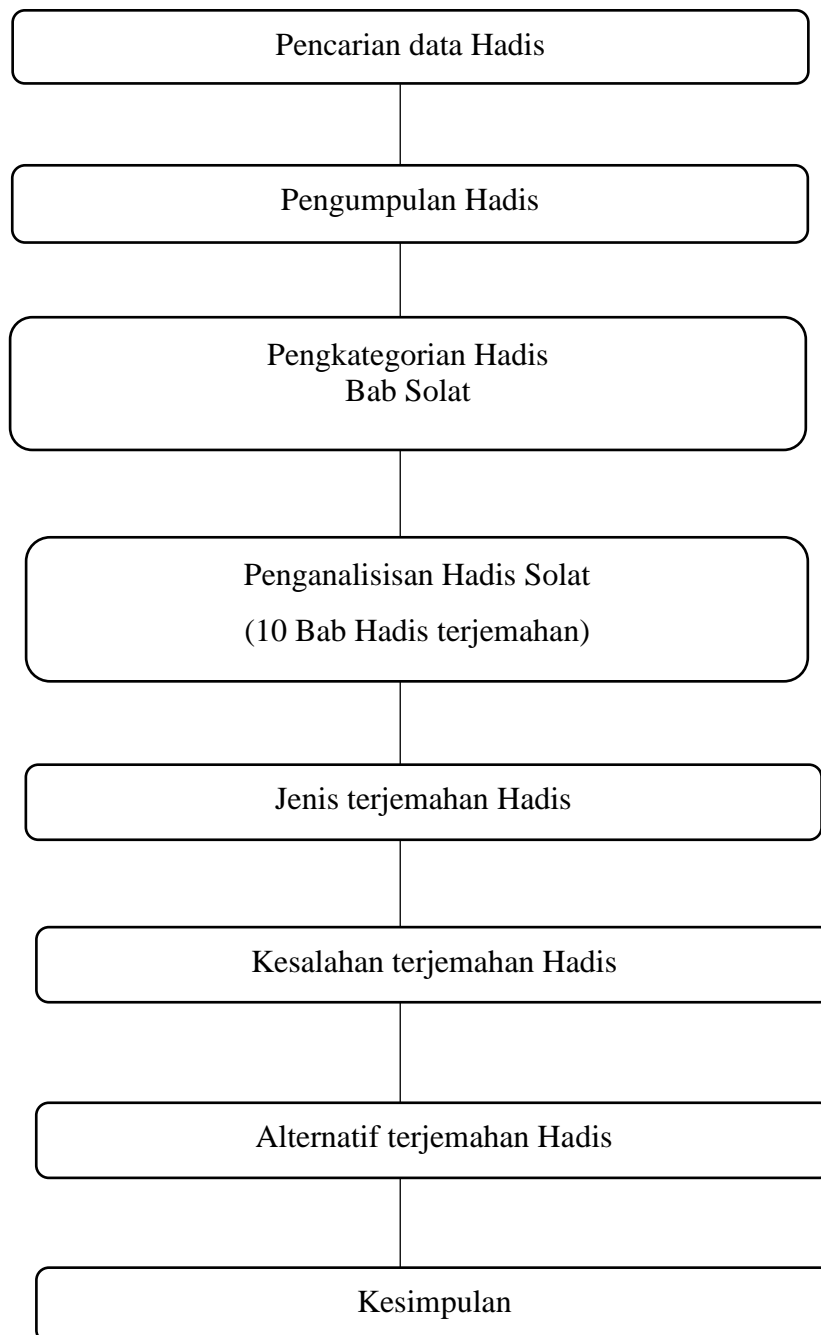 Pencarian data Hadis
Pengumpulan Hadis
Pengkategorian Hadis
Bab Solat
Penganalisisan Hadis Solat
(10 Bab Hadis terjemahan)
Jenis terjemahan Hadis
Kesalahan terjemahan Hadis
Alternatif terjemahan Hadis
Kesimpulan